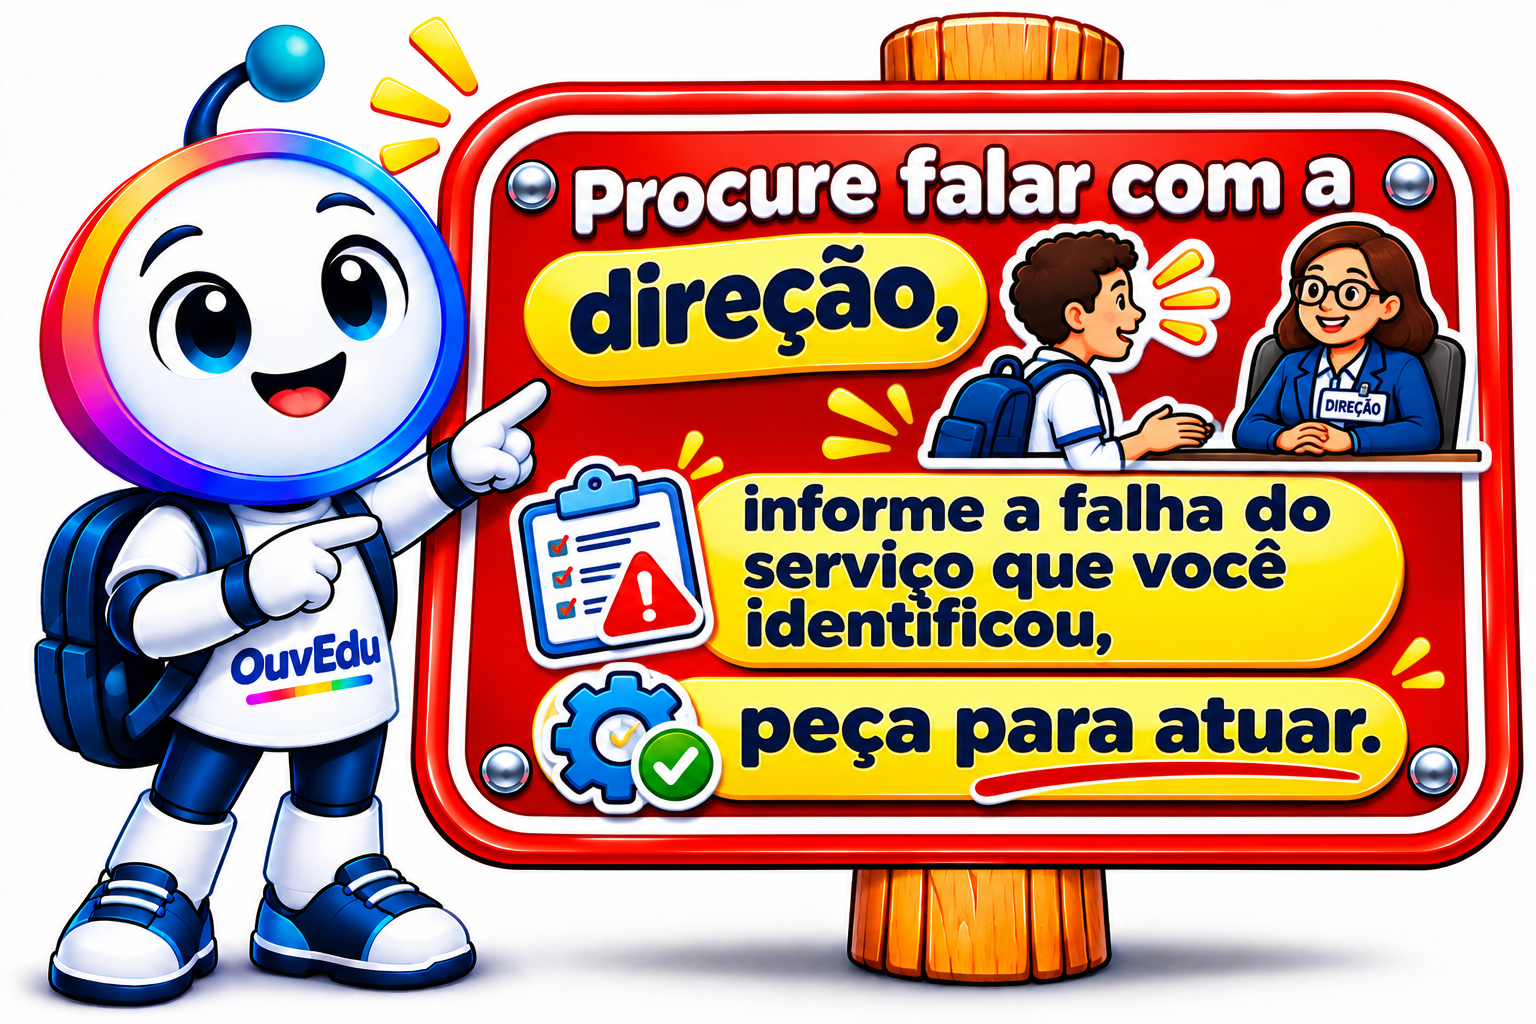 Procure falar com a
direção,
DIREÇÃO
informe a falha do
serviço que você
identificou,
peça para atuar.
OuvEdu